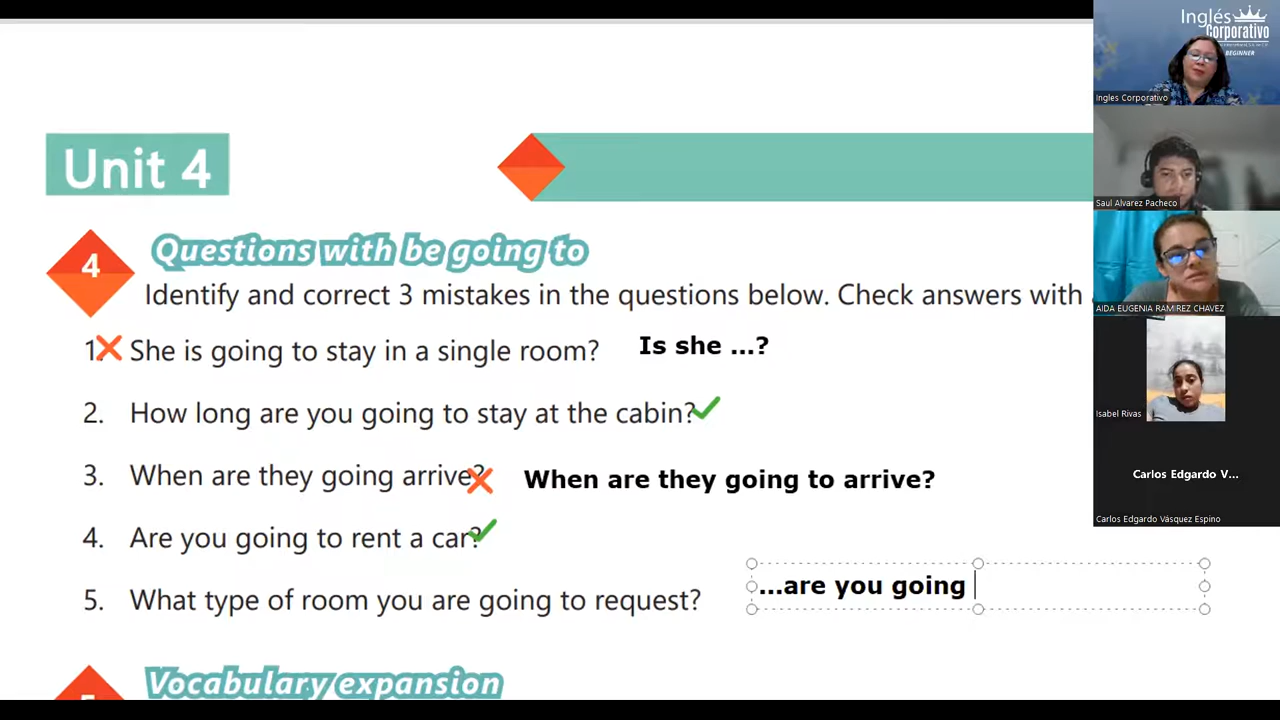 Inglés
Corporativo
BEGINNER
Ingles Corporativo
Saul Alvarez Pacheco
AIDA EUGENIA RAMIREZ CHAVEZ
Isabel Rivas
Carlos Edgardo V...
Carlos Edgardo Vásquez Espino
Unit 4
4 Questions with be going to
Identify and correct 3 mistakes in the questions below. Check answers with
1. She is going to stay in a single room? Is she ...?
2. How long are you going to stay at the cabin?
3. When are they going arrive? When are they going to arrive?
4. Are you going to rent a car?
5. What type of room you are going to request? ...are you going
Vocabulary expansion